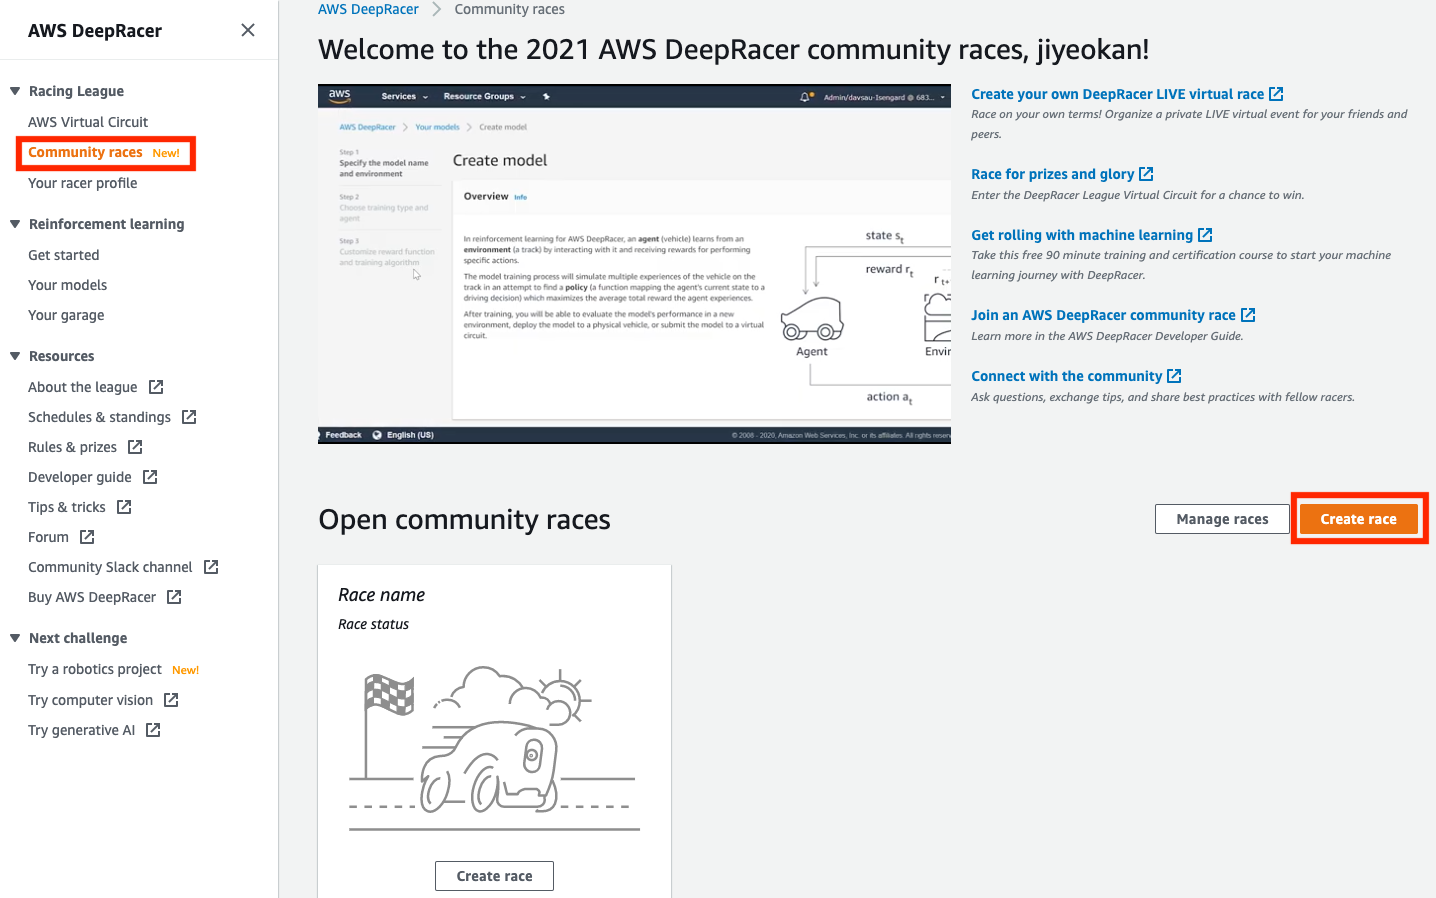 AWS DeepRacer
Racing League
AWS Virtual Circuit
Community races New!
Your racer profile
Reinforcement learning
Get started
Your models
Your garage
Resources
About the league
Schedules & standings
Rules & prizes
Developer guide
Tips & tricks
Forum
Community Slack channel
Buy AWS DeepRacer
Next challenge
Try a robotics project New!
Try computer vision
Try generative AI
AWS DeepRacer Community races
Welcome to the 2021 AWS DeepRacer community races, jiyeokan!
aws Services Resource Groups Admin/davsau-Isengard @ 683...
AWS DeepRacer Your models Create model
Step 1
Specify the model name
and environment
Step 2
Choose training type and
agent
Step 3
Customize reward function
and training algorithm
Create model
Overview Info
In reinforcement learning for AWS DeepRacer, an agent (vehicle) learns from an
environment (a track) by interacting with it and receiving rewards for performing
specific actions.
The model training process will simulate multiple experiences of the vehicle on the
track in an attempt to find a policy (a function mapping the agent's current state to a
driving decision) which maximizes the average total reward the agent experiences.
After training, you will be able to evaluate the model's performance in a new
environment, deploy the model to a physical vehicle, or submit the model to a virtual
circuit.
state st
reward rt
r t+
Agent
Envir
action at
Feedback English (US) © 2008 - 2020, Amazon Web Services, Inc. or its affiliates. All rights reserv
Create your own DeepRacer LIVE virtual race
Race on your own terms! Organize a private LIVE virtual event for your friends and
peers.
Race for prizes and glory
Enter the DeepRacer League Virtual Circuit for a chance to win.
Get rolling with machine learning
Take this free 90 minute training and certification course to start your machine
learning journey with DeepRacer.
Join an AWS DeepRacer community race
Learn more in the AWS DeepRacer Developer Guide.
Connect with the community
Ask questions, exchange tips, and share best practices with fellow racers.
Open community races
Manage races
Create race
Race name
Race status
Create race